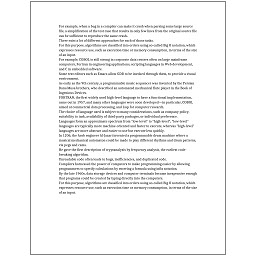 For example, when a bug in a compiler can make it crash when parsing some large source
file, a simplification of the test case that results in only few lines from the original source file
can be sufficient to reproduce the same crash.
There exist a lot of different approaches for each of those tasks.
For this purpose, algorithms are classified into orders using so-called Big O notation, which
expresses resource use, such as execution time or memory consumption, in terms of the size
of an input.
For example, COBOL is still strong in corporate data centers often on large mainframe
computers, Fortran in engineering applications, scripting languages in Web development,
and C in embedded software.
Some text editors such as Emacs allow GDB to be invoked through them, to provide a visual
environment.
As early as the 9th century, a programmable music sequencer was invented by the Persian
Banu Musa brothers, who described an automated mechanical flute player in the Book of
Ingenious Devices.
FORTRAN, the first widely used high-level language to have a functional implementation,
came out in 1957, and many other languages were soon developed—in particular, COBOL
aimed at commercial data processing, and Lisp for computer research.
The choice of language used is subject to many considerations, such as company policy,
suitability to task, availability of third-party packages, or individual preference.
Languages form an approximate spectrum from "low-level" to "high-level"; "low-level"
languages are typically more machine-oriented and faster to execute, whereas "high-level"
languages are more abstract and easier to use but execute less quickly.
In 1206, the Arab engineer Al-Jazari invented a programmable drum machine where a
musical mechanical automaton could be made to play different rhythms and drum patterns,
via pegs and cams.
He gave the first description of cryptanalysis by frequency analysis, the earliest code-
breaking algorithm.
Unreadable code often leads to bugs, inefficiencies, and duplicated code.
Compilers harnessed the power of computers to make programming easier by allowing
programmers to specify calculations by entering a formula using infix notation.
By the late 1960s, data storage devices and computer terminals became inexpensive enough
that programs could be created by typing directly into the computers.
For this purpose, algorithms are classified into orders using so-called Big O notation, which
expresses resource use, such as execution time or memory consumption, in terms of the size
of an input.